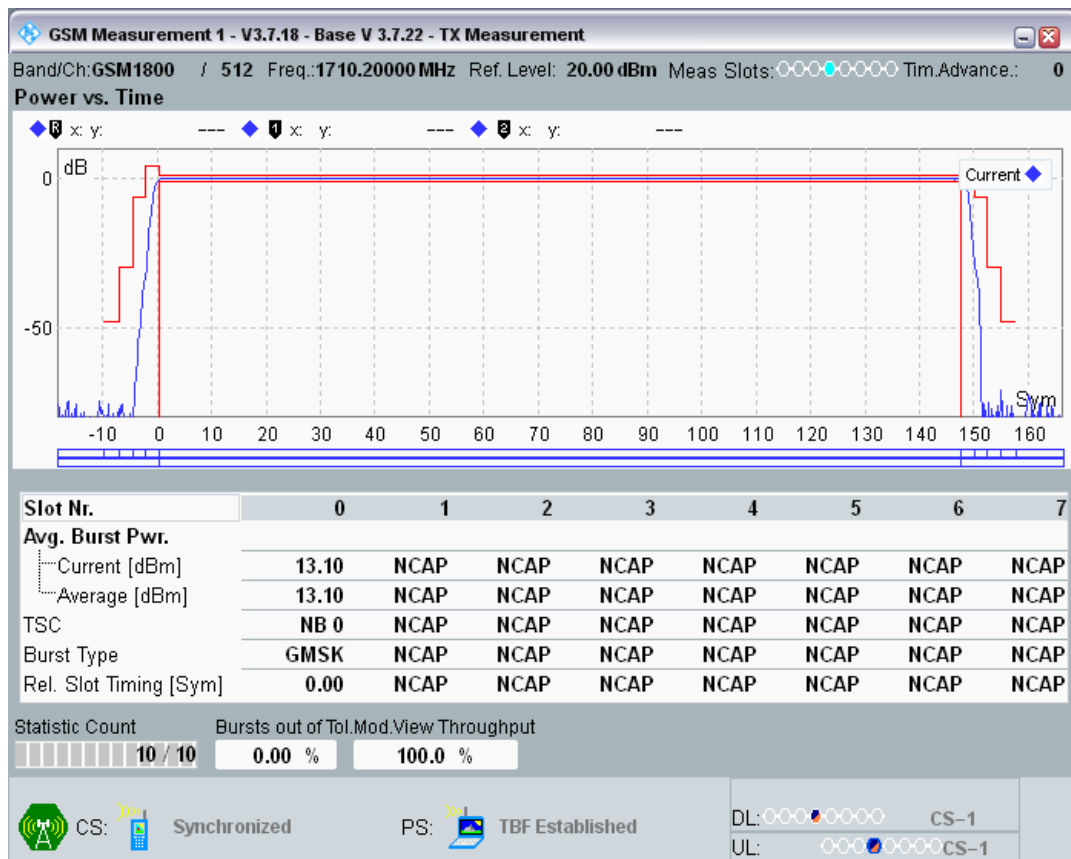 GSM Measurement 1 - V3.7.18 - Base V 3.7.22 - TX Measurement
Band/Ch:GSM1800 / 512 Freq.:1710.20000 MHz Ref. Level: 20.00 dBm Meas Slots: Tim.Advance.: 0
Power vs. Time
R x: y: --- 1 x: y: --- 2 x: y: ---
dB
Current
0
-50
Sym
-10 0 10 20 30 40 50 60 70 80 90 100 110 120 130 140 150 160
Slot Nr. 0 1 2 3 4 5 6 7
Avg. Burst Pwr.
Current [dBm] 13.10 NCAP NCAP NCAP NCAP NCAP NCAP NCAP
Average [dBm] 13.10 NCAP NCAP NCAP NCAP NCAP NCAP NCAP
TSC NB 0 NCAP NCAP NCAP NCAP NCAP NCAP NCAP
Burst Type GMSK NCAP NCAP NCAP NCAP NCAP NCAP NCAP
Rel. Slot Timing [Sym] 0.00 NCAP NCAP NCAP NCAP NCAP NCAP NCAP
Statistic Count Bursts out of Tol.Mod.View Throughput
10 / 10 0.00 % 100.0 %
CS: Synchronized PS: TBF Established
DL: CS-1
UL: CS-1